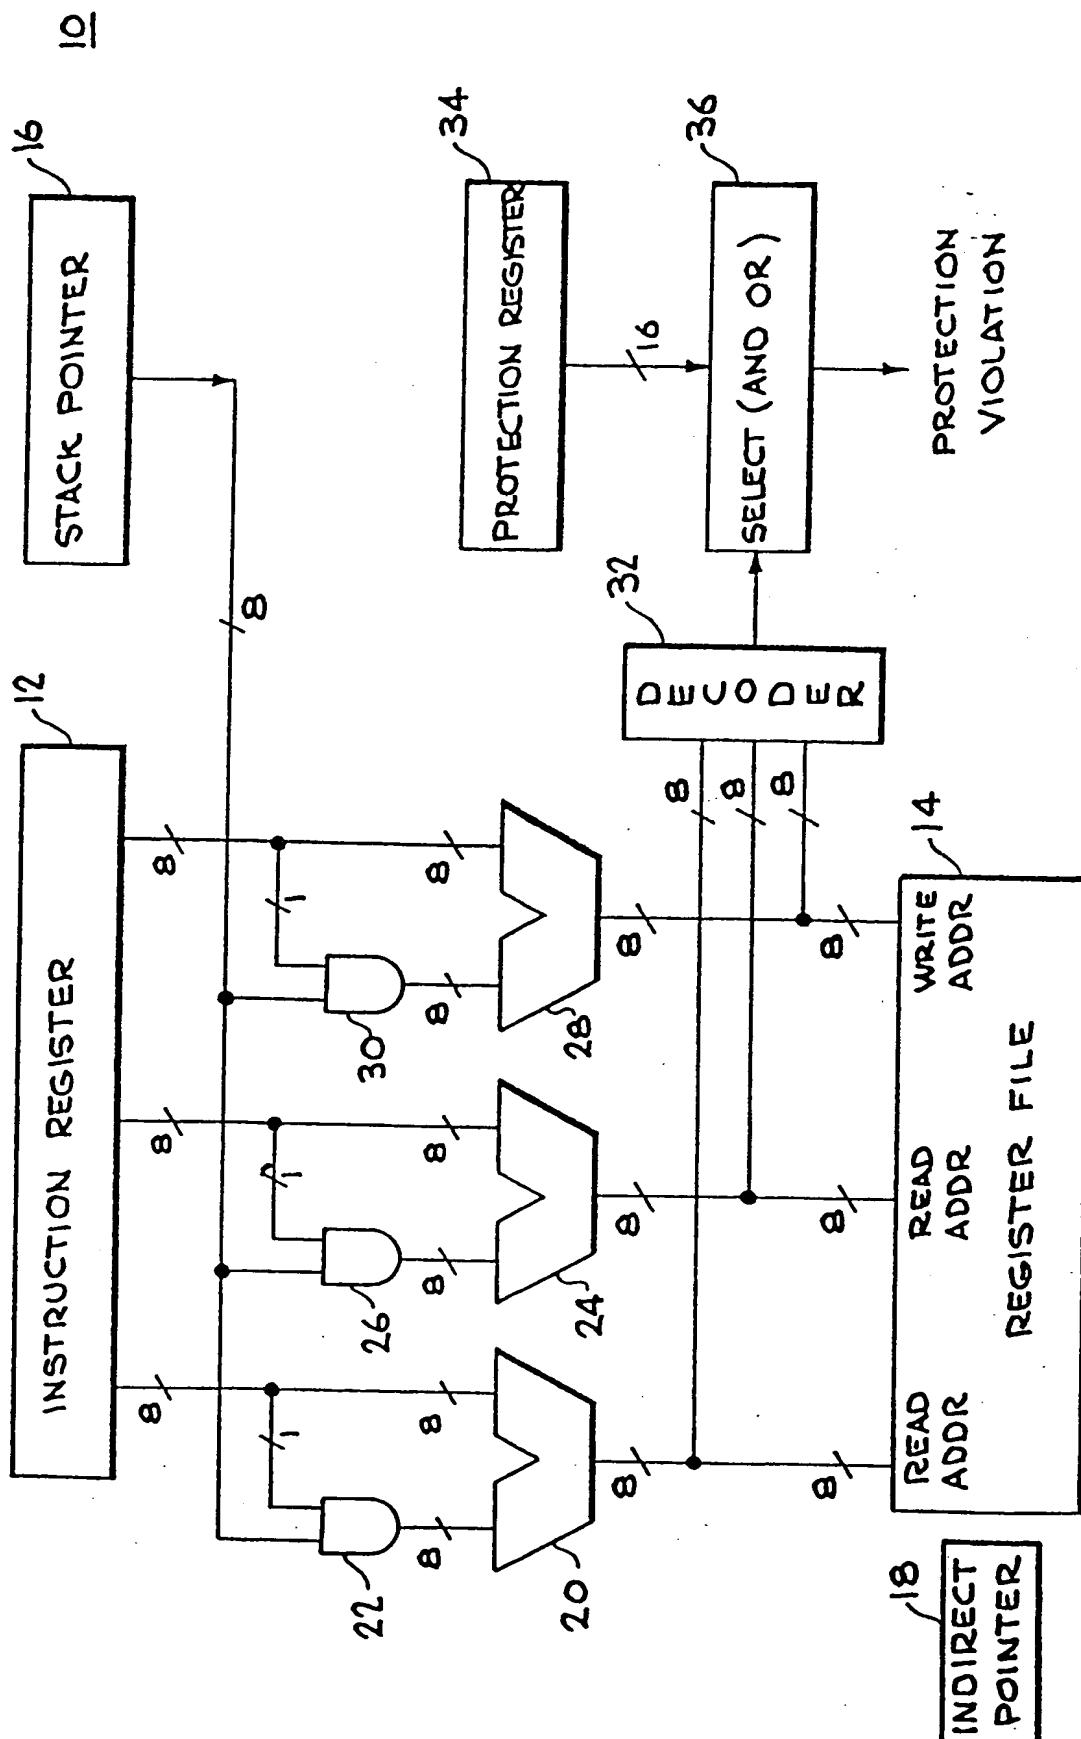 10
INSTRUCTION REGISTER
12
STACK POINTER
16
8
8
8
8
1
1
1
22
26
30
8
8
8
8
8
8
20
24
28
8
8
8
8
8
8
8
8
8
DECODER
32
PROTECTION REGISTER
34
16
SELECT (AND OR)
36
PROTECTION
VIOLATION
READ
ADDR
READ
ADDR
WRITE
ADDR
14
REGISTER FILE
18
INDIRECT
POINTER